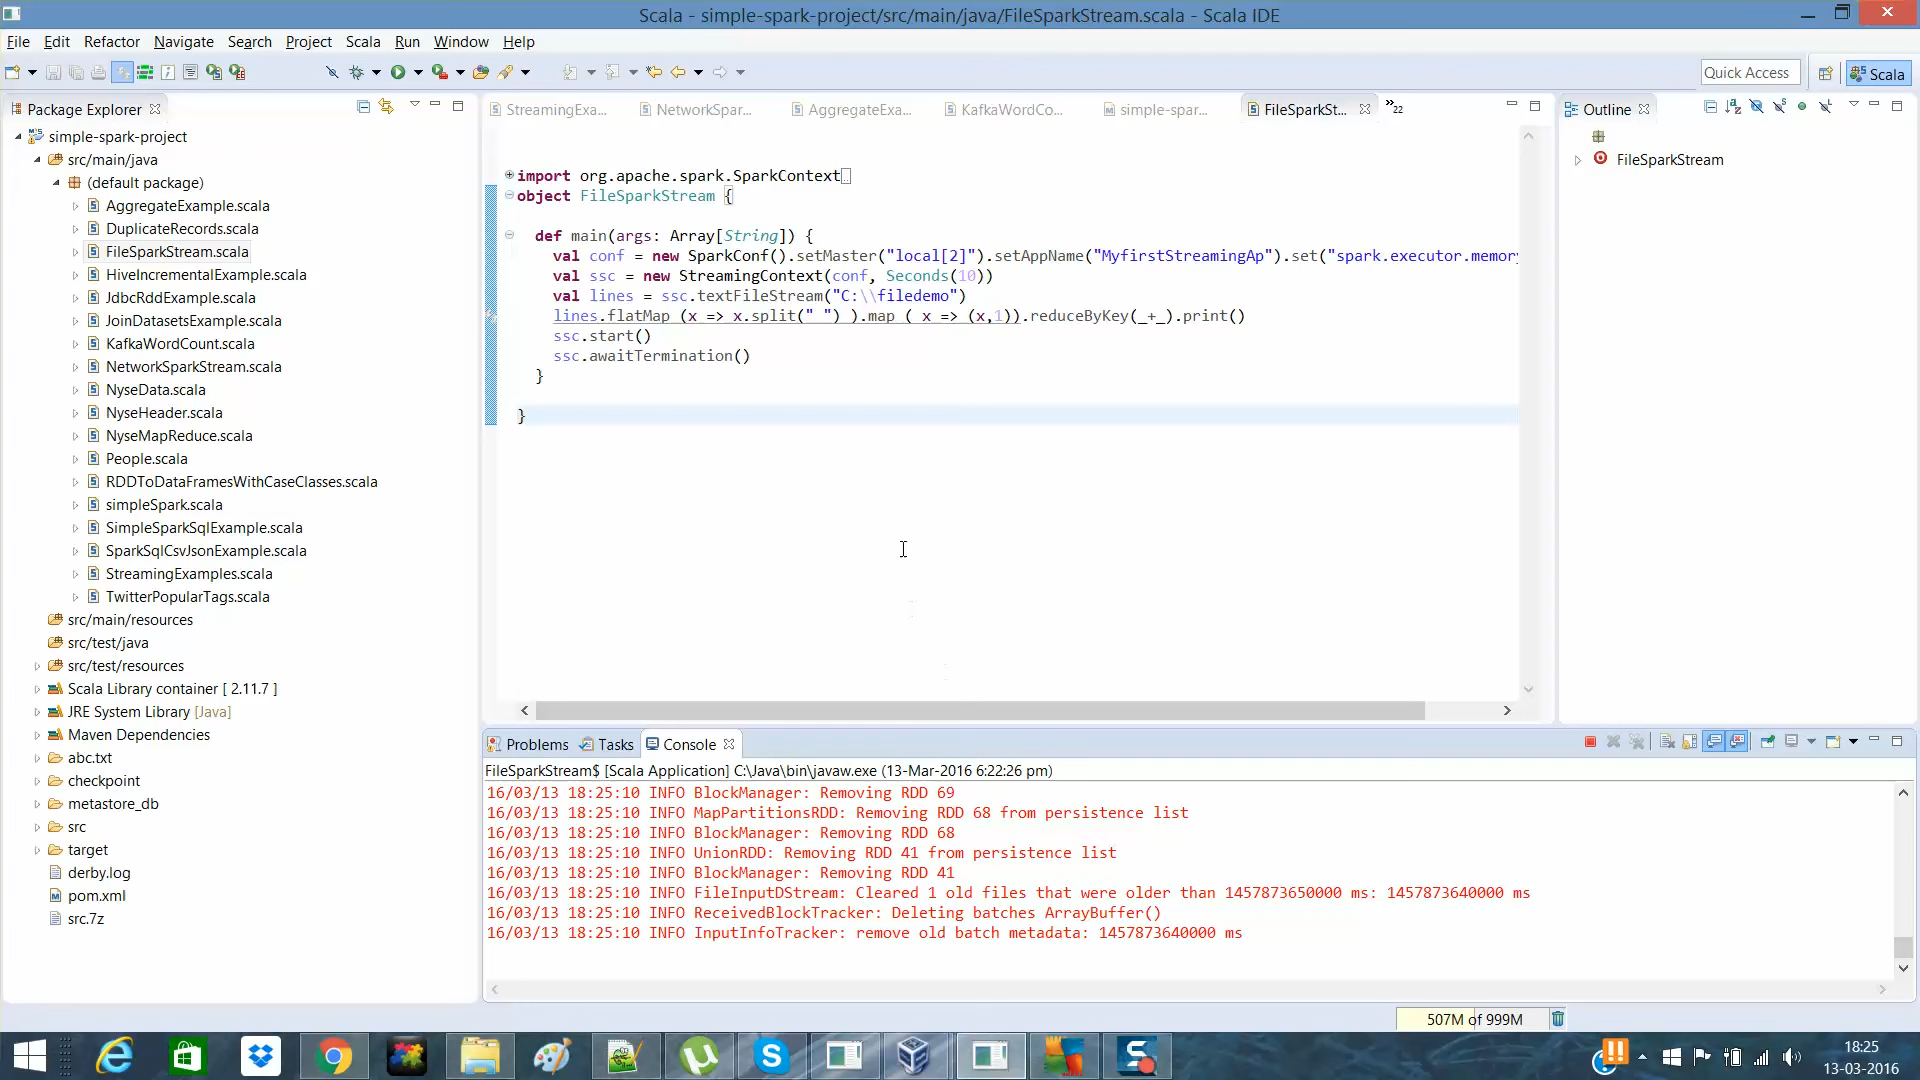 Scala - simple-spark-project/src/main/java/FileSparkStream.scala - Scala IDE
File Edit Refactor Navigate Search Project Scala Run Window Help
Quick Access
Scala
Package Explorer
simple-spark-project
src/main/java
(default package)
AggregateExample.scala
DuplicateRecords.scala
FileSparkStream.scala
HiveIncrementalExample.scala
JdbcRddExample.scala
JoinDatasetsExample.scala
KafkaWordCount.scala
NetworkSparkStream.scala
NyseData.scala
NyseHeader.scala
NyseMapReduce.scala
People.scala
RDDToDataFramesWithCaseClasses.scala
simpleSpark.scala
SimpleSparkSqlExample.scala
SparkSqlCsvJsonExample.scala
StreamingExamples.scala
TwitterPopularTags.scala
src/main/resources
src/test/java
src/test/resources
Scala Library container [ 2.11.7 ]
JRE System Library [Java]
Maven Dependencies
abc.txt
checkpoint
metastore_db
src
target
derby.log
pom.xml
src.7z
StreamingExa... NetworkSpar... AggregateExa... KafkaWordCo... simple-spar... FileSparkSt... »22
import org.apache.spark.SparkContext
object FileSparkStream {
def main(args: Array[String]) {
val conf = new SparkConf().setMaster("local[2]").setAppName("MyfirstStreamingAp").set("spark.executor.memory
val ssc = new StreamingContext(conf, Seconds(10))
val lines = ssc.textFileStream("C:\\filedemo")
lines.flatMap (x => x.split(" ") ).map ( x => (x,1)).reduceByKey(_+_).print()
ssc.start()
ssc.awaitTermination()
}
}
Outline
FileSparkStream
Problems Tasks Console
FileSparkStream$ [Scala Application] C:\Java\bin\javaw.exe (13-Mar-2016 6:22:26 pm)
16/03/13 18:25:10 INFO BlockManager: Removing RDD 69
16/03/13 18:25:10 INFO MapPartitionsRDD: Removing RDD 68 from persistence list
16/03/13 18:25:10 INFO BlockManager: Removing RDD 68
16/03/13 18:25:10 INFO UnionRDD: Removing RDD 41 from persistence list
16/03/13 18:25:10 INFO BlockManager: Removing RDD 41
16/03/13 18:25:10 INFO FileInputDStream: Cleared 1 old files that were older than 1457873650000 ms: 1457873640000 ms
16/03/13 18:25:10 INFO ReceivedBlockTracker: Deleting batches ArrayBuffer()
16/03/13 18:25:10 INFO InputInfoTracker: remove old batch metadata: 1457873640000 ms
507M of 999M
18:25
13-03-2016